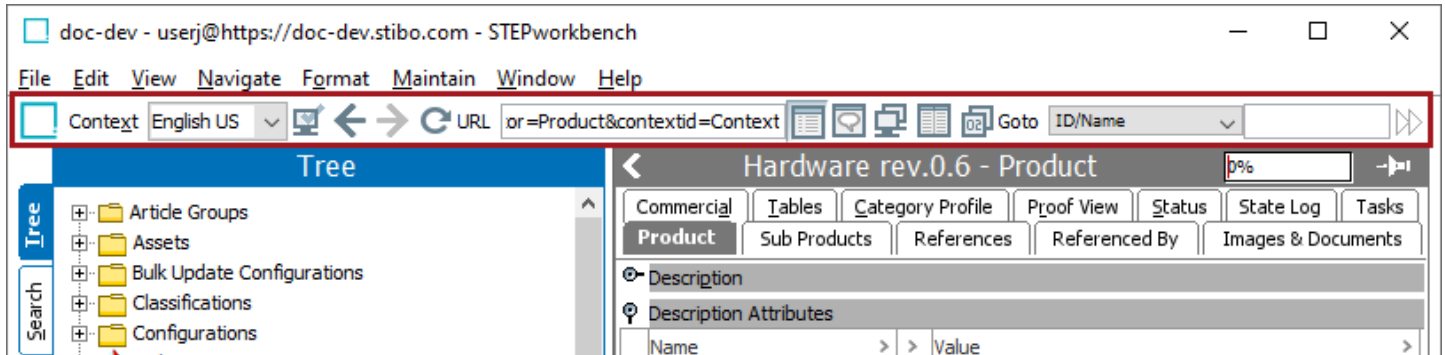 doc-dev - userj@https://doc-dev.stibo.com - STEPworkbench
File Edit View Navigate Format Maintain Window Help
Context English US URL or=Product&contextid=Context 02 Goto ID/Name
Tree Hardware rev.0.6 - Product 0%
Commercial Tables Category Profile Proof View Status State Log Tasks
Product Sub Products References Referenced By Images & Documents
Tree
Search
Article Groups
Assets
Bulk Update Configurations
Classifications
Configurations
Description
Description Attributes
Name > > Value >